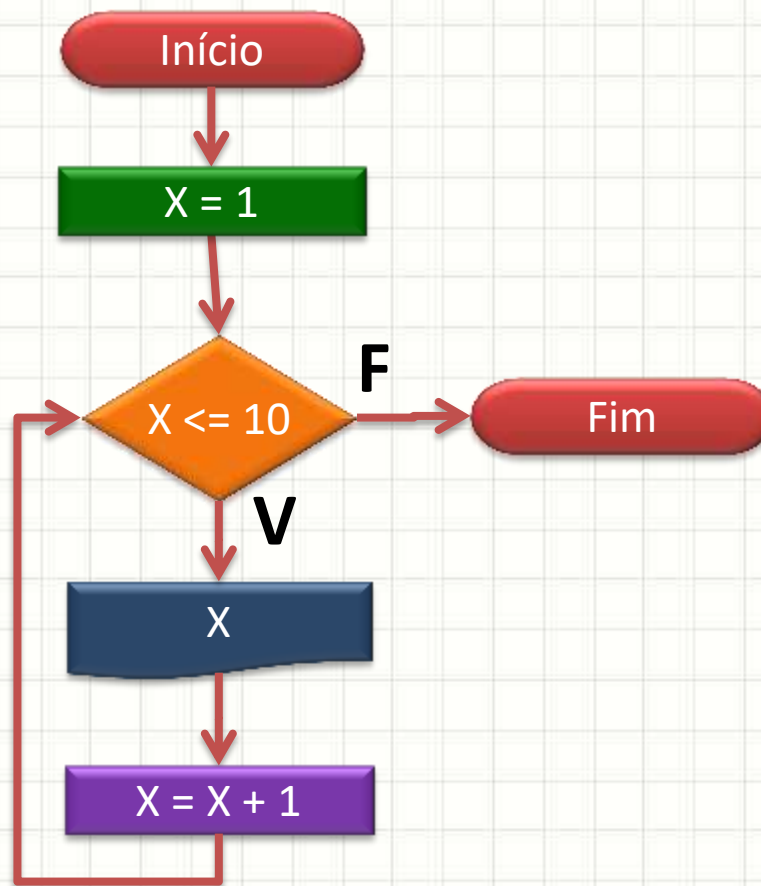 Início
X = 1
X <= 10
F
Fim
V
X
X = X + 1